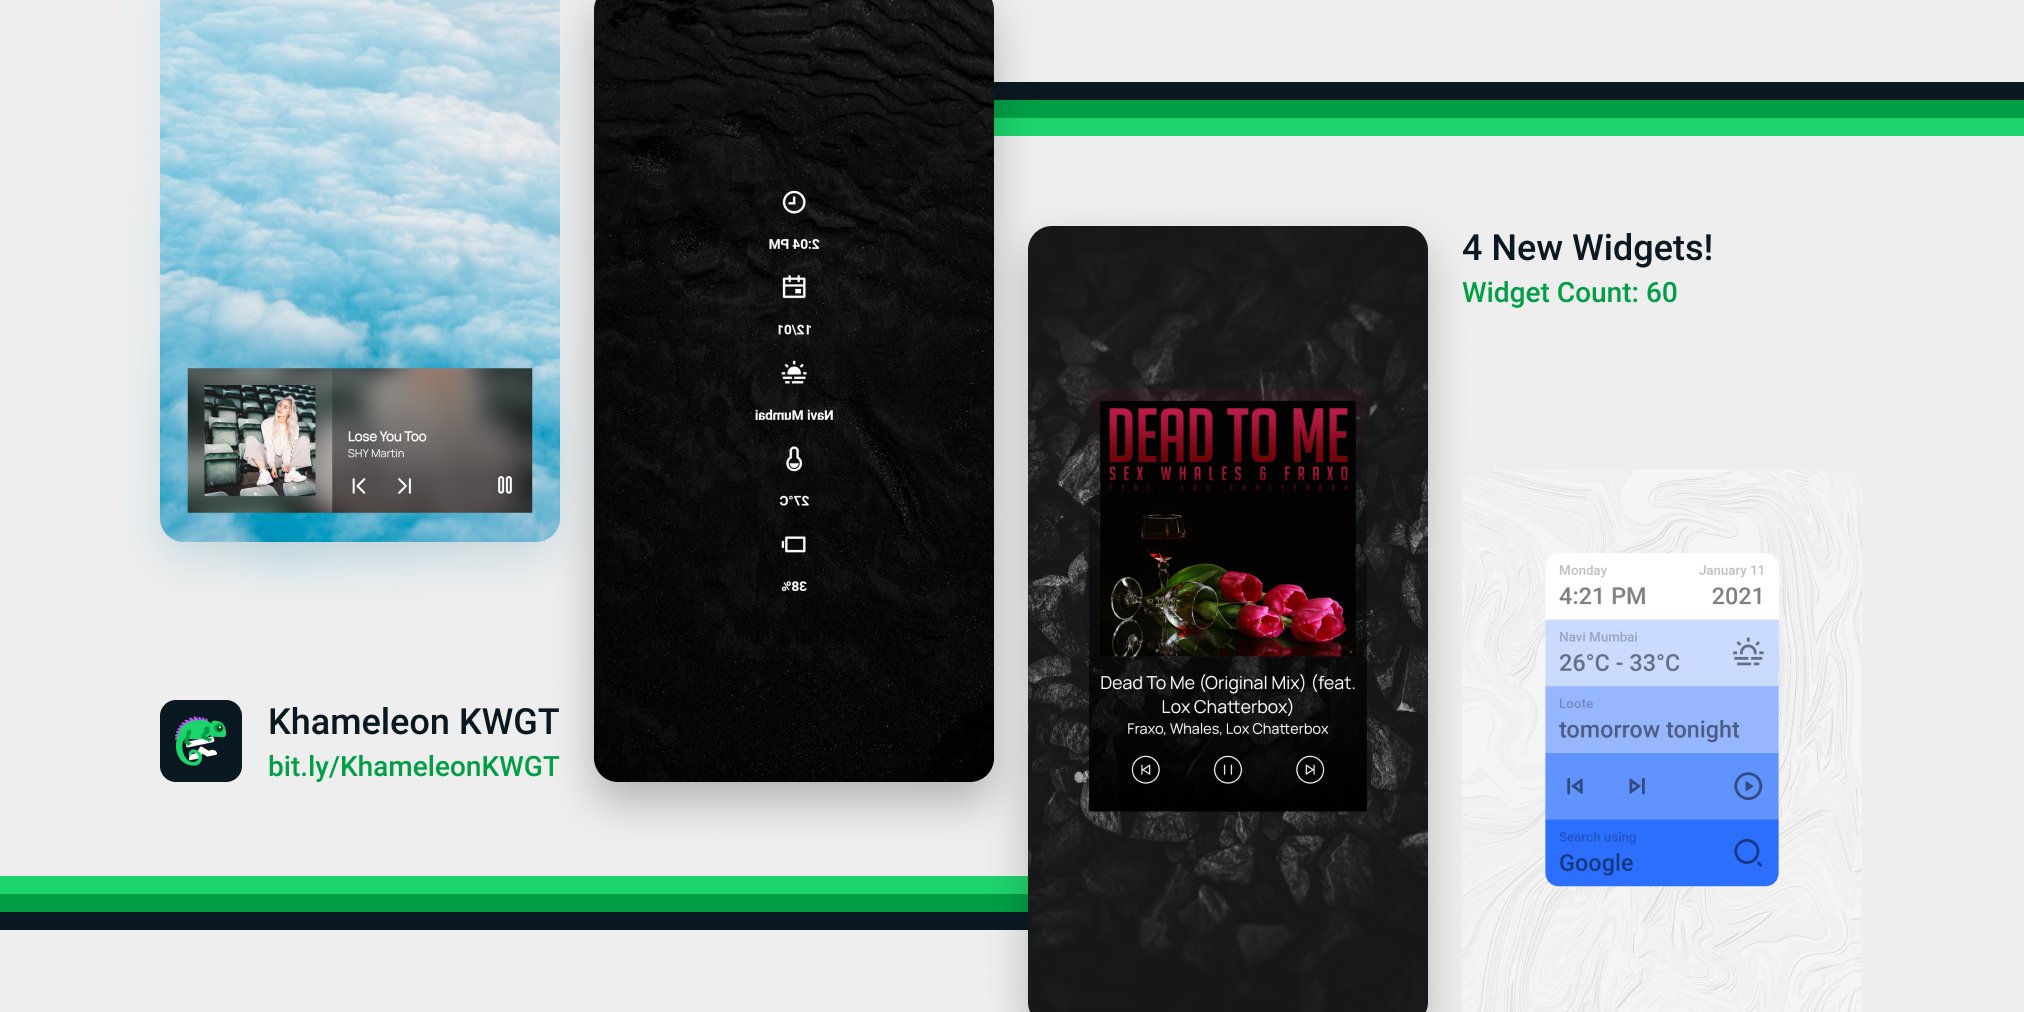 Lose You Too
SHY Martin
Khameleon KWGT
bit.ly/KhameleonKWGT
2:04 PM
12/01
Navi Mumbai
27°C
38%
DEAD TO ME
SEX WHALES & FRAXO
FEAT. LOX CHATTERBOX
Dead To Me (Original Mix) (feat.
Lox Chatterbox)
Fraxo, Whales, Lox Chatterbox
4 New Widgets!
Widget Count: 60
Monday
January 11
4:21 PM
2021
Navi Mumbai
26°C - 33°C
Loote
tomorrow tonight
Search using
Google